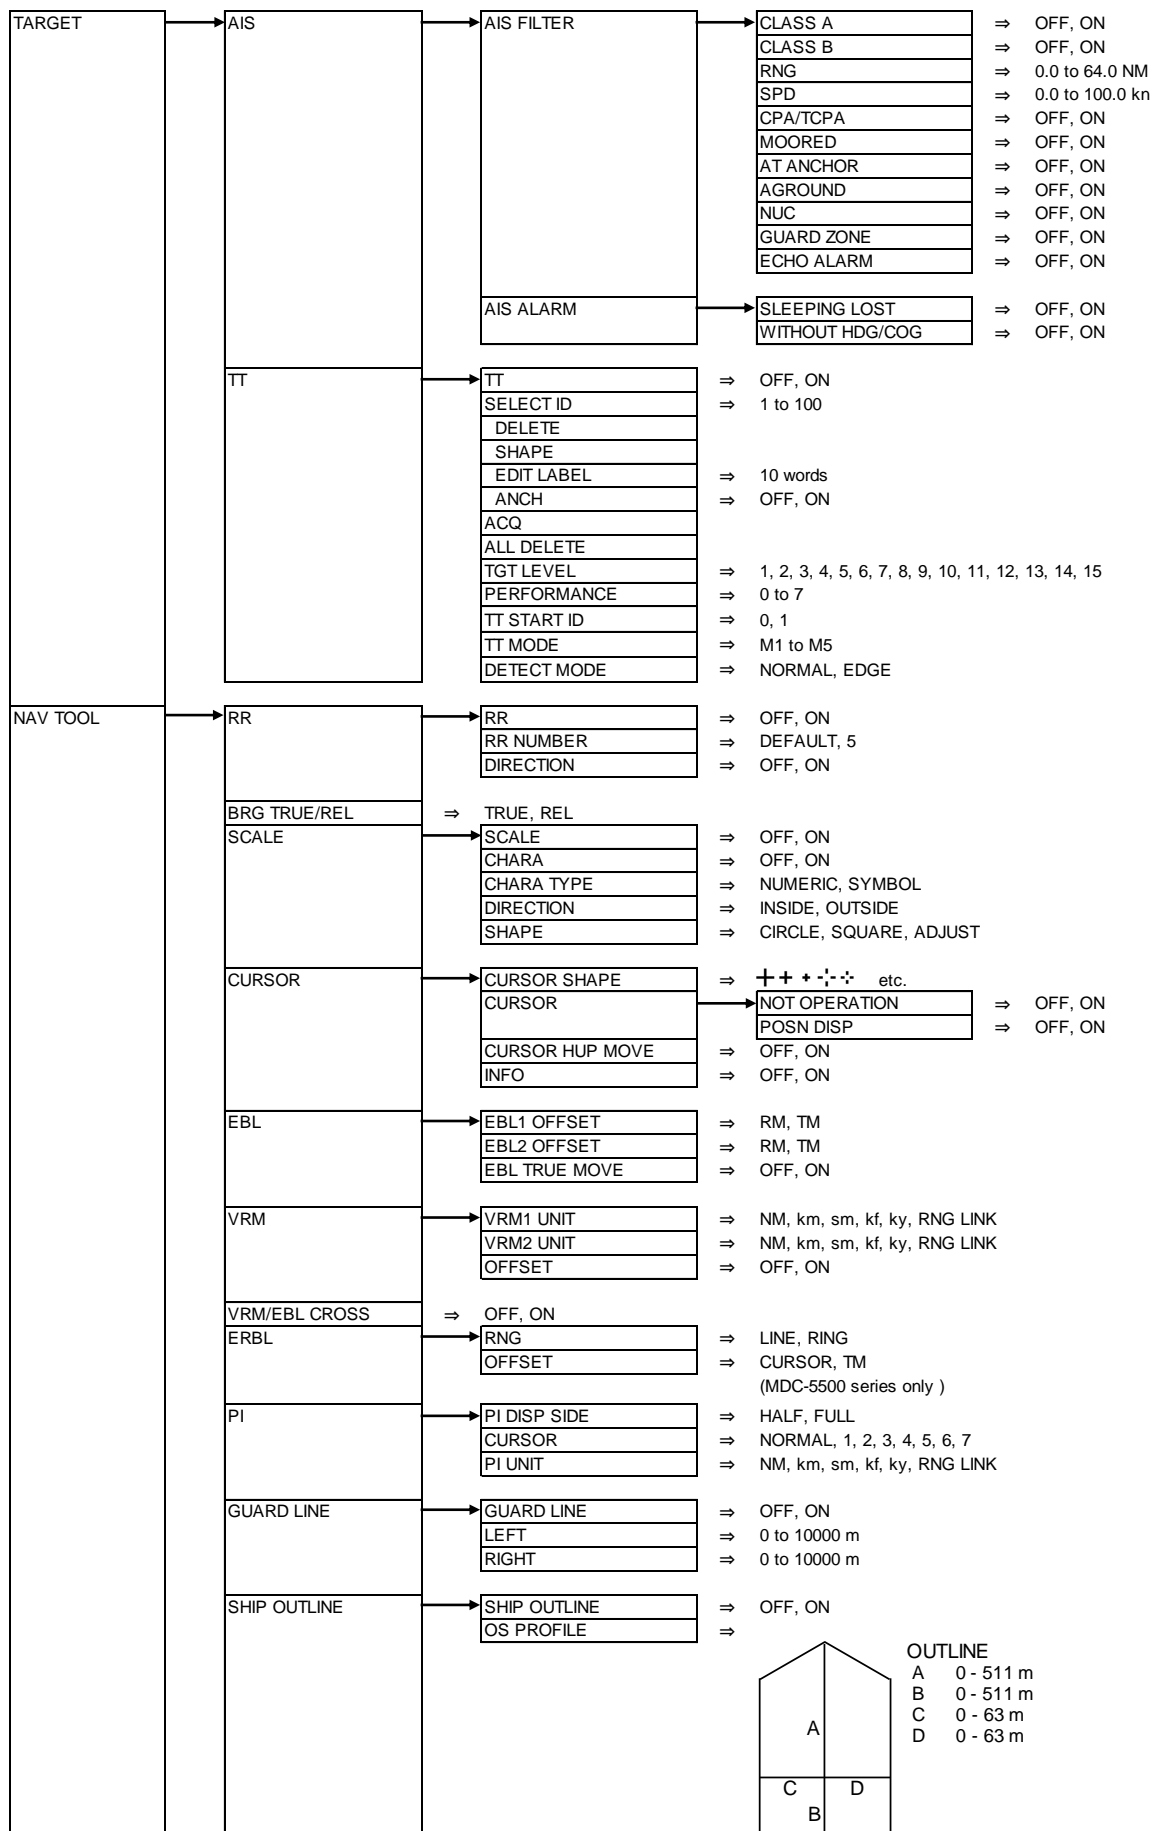 TARGET AIS AIS FILTER CLASS A ⇒ OFF, ON
CLASS B ⇒ OFF, ON
RNG ⇒ 0.0 to 64.0 NM
SPD ⇒ 0.0 to 100.0 kn
CPA/TCPA ⇒ OFF, ON
MOORED ⇒ OFF, ON
AT ANCHOR ⇒ OFF, ON
AGROUND ⇒ OFF, ON
NUC ⇒ OFF, ON
GUARD ZONE ⇒ OFF, ON
ECHO ALARM ⇒ OFF, ON
AIS ALARM SLEEPING LOST ⇒ OFF, ON
WITHOUT HDG/COG ⇒ OFF, ON
TT TT ⇒ OFF, ON
SELECT ID ⇒ 1 to 100
DELETE
SHAPE
EDIT LABEL ⇒ 10 words
ANCH ⇒ OFF, ON
ACQ
ALL DELETE
TGT LEVEL ⇒ 1, 2, 3, 4, 5, 6, 7, 8, 9, 10, 11, 12, 13, 14, 15
PERFORMANCE ⇒ 0 to 7
TT START ID ⇒ 0, 1
TT MODE ⇒ M1 to M5
DETECT MODE ⇒ NORMAL, EDGE
NAV TOOL RR RR ⇒ OFF, ON
RR NUMBER ⇒ DEFAULT, 5
DIRECTION ⇒ OFF, ON
BRG TRUE/REL ⇒ TRUE, REL
SCALE SCALE ⇒ OFF, ON
CHARA ⇒ OFF, ON
CHARA TYPE ⇒ NUMERIC, SYMBOL
DIRECTION ⇒ INSIDE, OUTSIDE
SHAPE ⇒ CIRCLE, SQUARE, ADJUST
CURSOR CURSOR SHAPE ⇒ etc.
CURSOR NOT OPERATION ⇒ OFF, ON
POSN DISP ⇒ OFF, ON
CURSOR HUP MOVE ⇒ OFF, ON
INFO ⇒ OFF, ON
EBL EBL1 OFFSET ⇒ RM, TM
EBL2 OFFSET ⇒ RM, TM
EBL TRUE MOVE ⇒ OFF, ON
VRM VRM1 UNIT ⇒ NM, km, sm, kf, ky, RNG LINK
VRM2 UNIT ⇒ NM, km, sm, kf, ky, RNG LINK
OFFSET ⇒ OFF, ON
VRM/EBL CROSS ⇒ OFF, ON
ERBL RNG ⇒ LINE, RING
OFFSET ⇒ CURSOR, TM
(MDC-5500 series only )
PI PI DISP SIDE ⇒ HALF, FULL
CURSOR ⇒ NORMAL, 1, 2, 3, 4, 5, 6, 7
PI UNIT ⇒ NM, km, sm, kf, ky, RNG LINK
GUARD LINE GUARD LINE ⇒ OFF, ON
LEFT ⇒ 0 to 10000 m
RIGHT ⇒ 0 to 10000 m
SHIP OUTLINE SHIP OUTLINE ⇒ OFF, ON
OS PROFILE ⇒
OUTLINE
A 0 - 511 m
B 0 - 511 m
C 0 - 63 m
D 0 - 63 m
A
C D
B